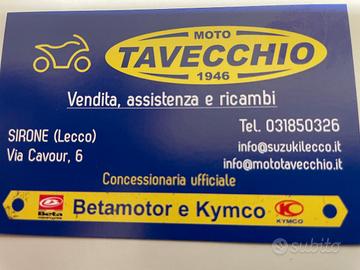 MOTO
TAVECCHIO
1946
Vendita, assistenza e ricambi
Tel. 031850326
SIRONE (Lecco)
Via Cavour, 6
info@suzukilecco.it
info@mototavecchio.it
Concessionaria ufficiale
Beta
Betamotor e Kymco
KYMCO
subito